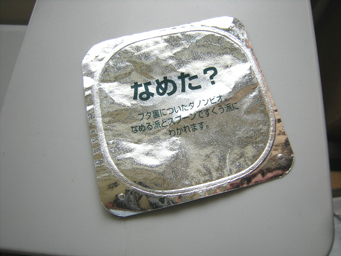 なめた?
フタ裏についたダノンビオ
なめる派とスプーンですくう派に
わかれます。